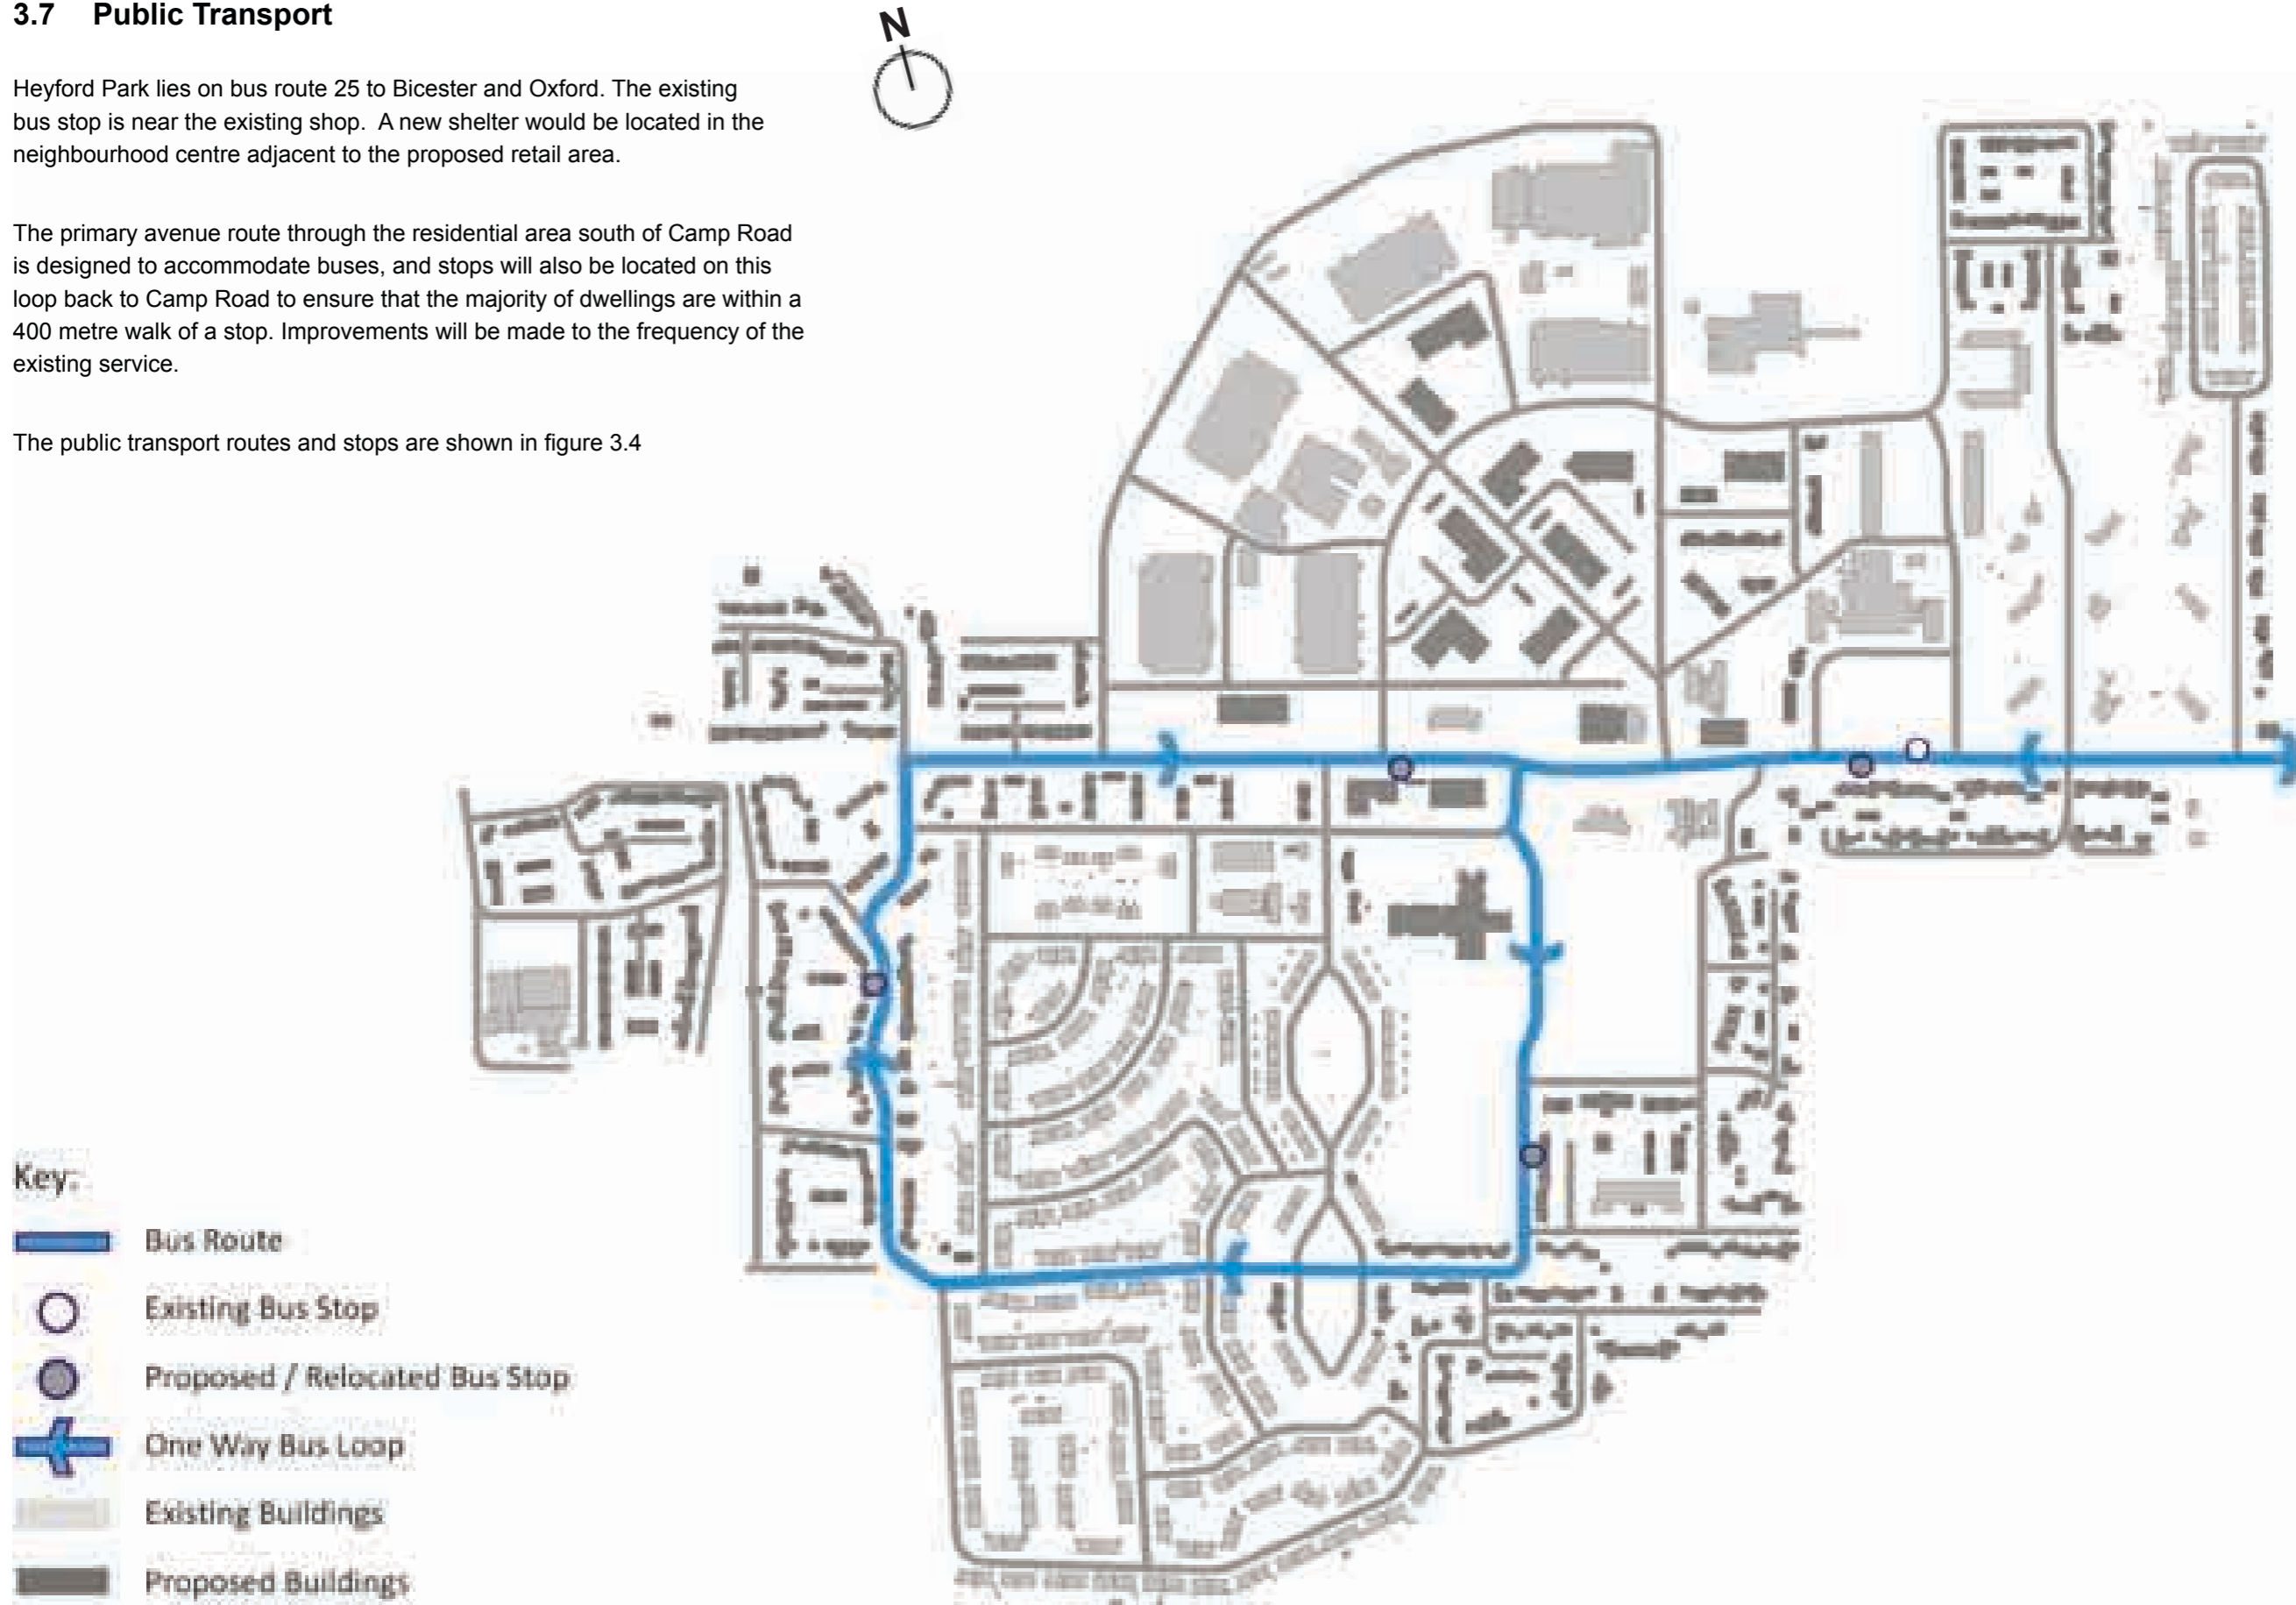 3.7 Public Transport
N
Heyford Park lies on bus route 25 to Bicester and Oxford. The existing
bus stop is near the existing shop.  A new shelter would be located in the
neighbourhood centre adjacent to the proposed retail area.
The primary avenue route through the residential area south of Camp Road
is designed to accommodate buses, and stops will also be located on this
loop back to Camp Road to ensure that the majority of dwellings are within a
400 metre walk of a stop. Improvements will be made to the frequency of the
existing service.
The public transport routes and stops are shown in figure 3.4
Key:
Bus Route
Existing Bus Stop
Proposed / Relocated Bus Stop
One Way Bus Loop
Existing Buildings
Proposed Buildings